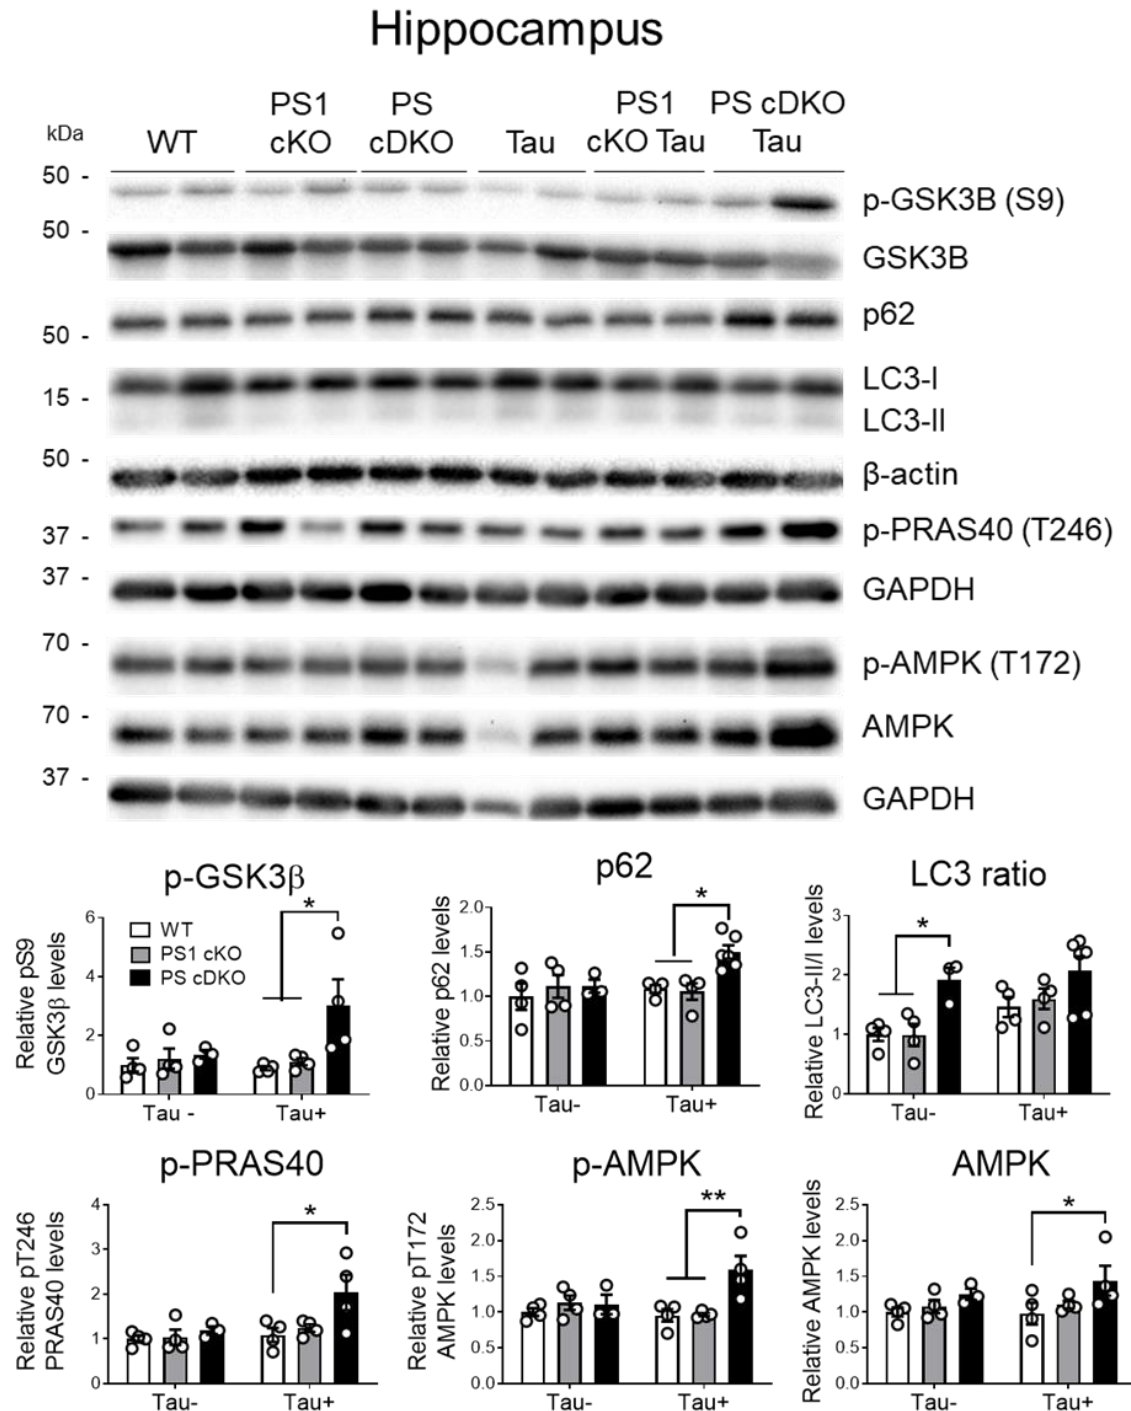 Hippocampus
PS1 PS PS1 PS cDKO
kDa WT cKO cDKO Tau cKO Tau Tau
50 -
p-GSK3B (S9)
50 -
GSK3B
p62
50 -
LC3-I
15 -
LC3-II
50 -
β-actin
37 - p-PRAS40 (T246)
37 -
GAPDH
70 -
p-AMPK (T172)
70 -
AMPK
37 -
GAPDH
p-GSK3β
Relative pS9
GSK3β levels
6
4
2
0
WT
PS1 cKO
PS cDKO
*
Tau - Tau+
p62
Relative p62 levels
2.0
1.5
1.0
0.5
0.0
*
Tau- Tau+
LC3 ratio
Relative LC3-II/I levels
3
2
1
0
*
Tau- Tau+
p-PRAS40
Relative pT246
PRAS40 levels
4
3
2
1
0
*
Tau- Tau+
p-AMPK
Relative pT172
AMPK levels
2.5
2.0
1.5
1.0
0.5
0.0
**
Tau- Tau+
AMPK
Relative AMPK levels
2.5
2.0
1.5
1.0
0.5
0.0
*
Tau- Tau+